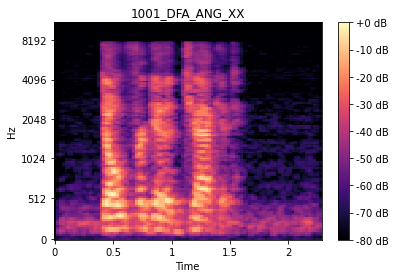 1001_DFA_ANG_XX
Hz
8192
4096
2048
1024
512
0
0
0.5
1
1.5
2
Time
+0 dB
-10 dB
-20 dB
-30 dB
-40 dB
-50 dB
-60 dB
-70 dB
-80 dB